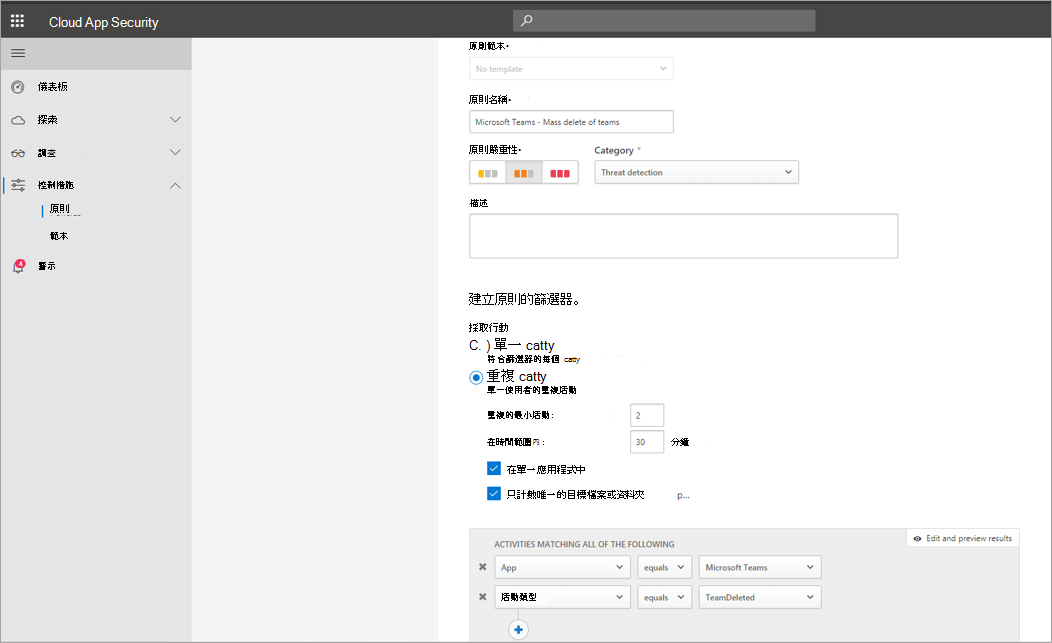 Cloud App Security
儀表板
探索
調查
控制措施
原則
範本
4
警示
原則範本*
No template
原則名稱*
Microsoft Teams - Mass delete of teams
原則嚴重性* Category *
Threat detection
描述
建立原則的篩選器。
採取行動
C. ) 單一 catty
符合篩選器的每個 catty
重複 catty
單一使用者的重複活動
重複的最小活動: 2
在時間範圍內: 30 分鐘
在單一應用程式中
只計數唯一的目標檔案或資料夾 p...
ACTIVITIES MATCHING ALL OF THE FOLLOWING Edit and preview results
App equals Microsoft Teams
活動類型 equals TeamDeleted